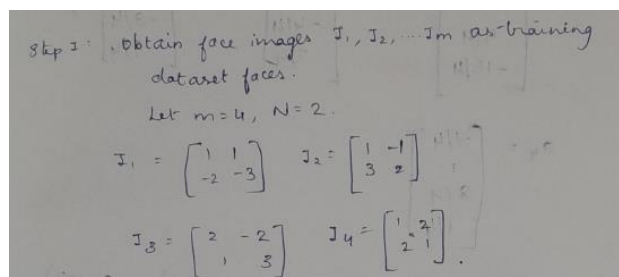 Step I: Obtain face images I₁, I₂, ... Im as training
dataset faces.
Let m=4, N=2.
I₁ = [1 1; -2 -3] I₂ = [1 -1; 3 2]
I₃ = [2 -2; 1 3] I₄ = [1 2; 2 1].